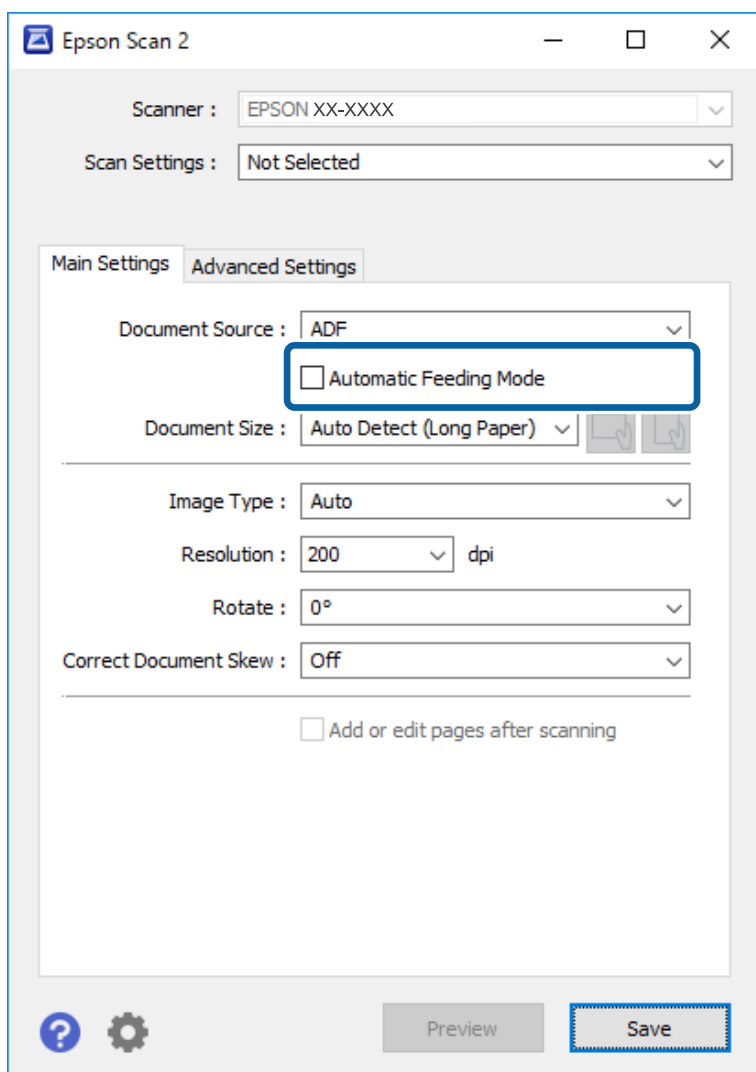 Epson Scan 2
Scanner : EPSON XX-XXXX
Scan Settings : Not Selected
Main Settings Advanced Settings
Document Source : ADF
Automatic Feeding Mode
Document Size : Auto Detect (Long Paper)
Image Type : Auto
Resolution : 200 dpi
Rotate : 0°
Correct Document Skew : Off
Add or edit pages after scanning
? Preview Save